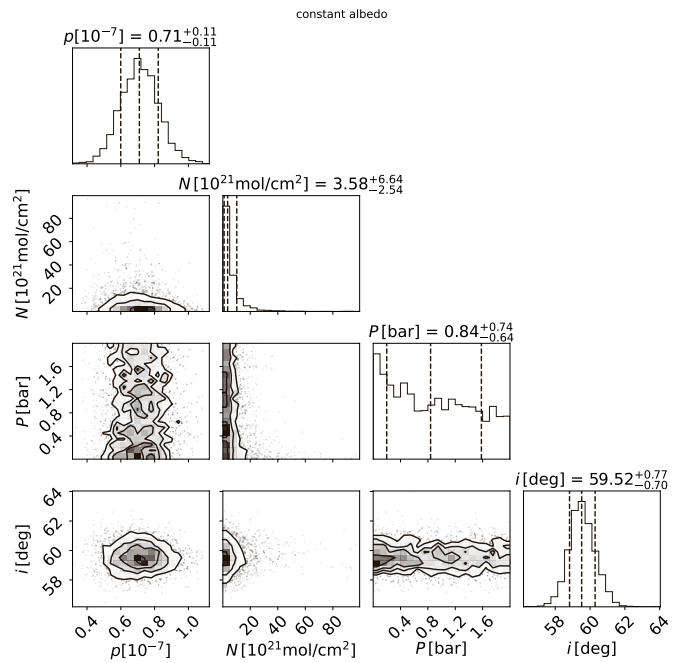 constant albedo
p[10⁻⁷] = 0.71⁺⁰·¹¹₋₀.₁₁
N [10²¹mol/cm²] = 3.58⁺⁶·⁶⁴₋₂.₅₄
N [10²¹mol/cm²]
80
60
40
20
P [bar] = 0.84⁺⁰·⁷⁴₋₀.₆₄
P [bar]
1.6
1.2
0.8
0.4
i [deg] = 59.52⁺⁰·⁷⁷₋₀.₇₀
i [deg]
64
62
60
58
0.4 0.6 0.8 1.0
p[10⁻⁷]
20 40 60 80
N [10²¹mol/cm²]
0.4 0.8 1.2 1.6
P [bar]
58 60 62 64
i [deg]